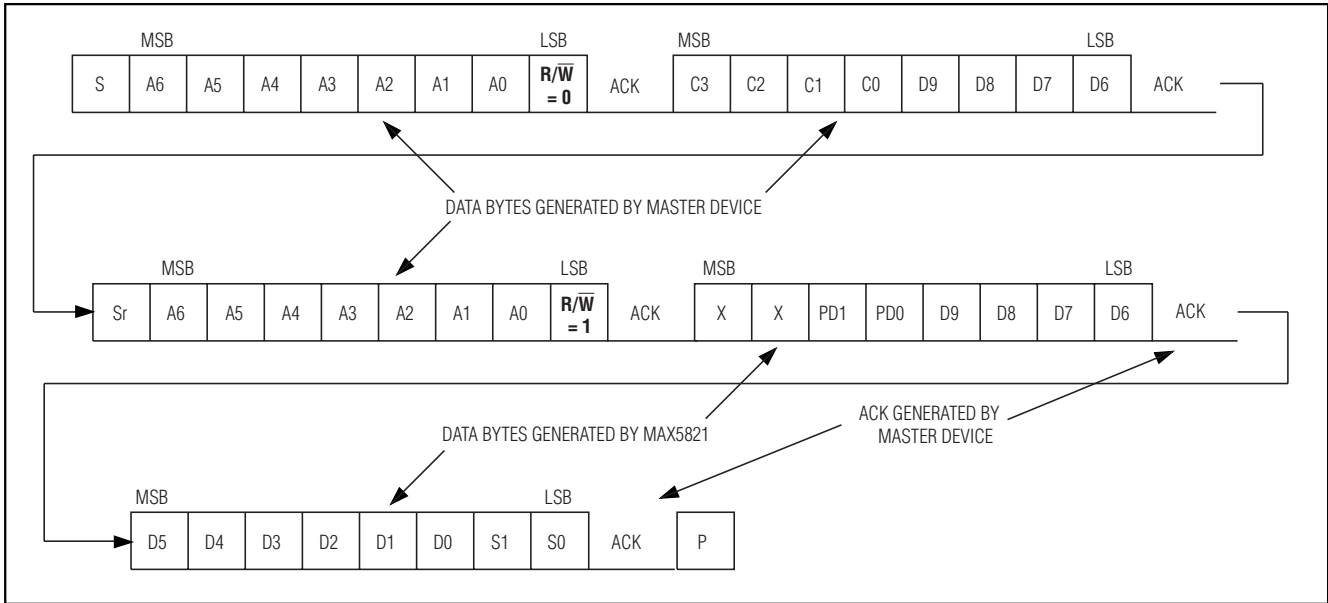 MSB LSB MSB LSB
S A6 A5 A4 A3 A2 A1 A0 R/W̅ = 0 ACK C3 C2 C1 C0 D9 D8 D7 D6 ACK
DATA BYTES GENERATED BY MASTER DEVICE
MSB LSB MSB LSB
Sr A6 A5 A4 A3 A2 A1 A0 R/W̅ = 1 ACK X X PD1 PD0 D9 D8 D7 D6 ACK
DATA BYTES GENERATED BY MAX5821
ACK GENERATED BY
MASTER DEVICE
MSB LSB
D5 D4 D3 D2 D1 D0 S1 S0 ACK P